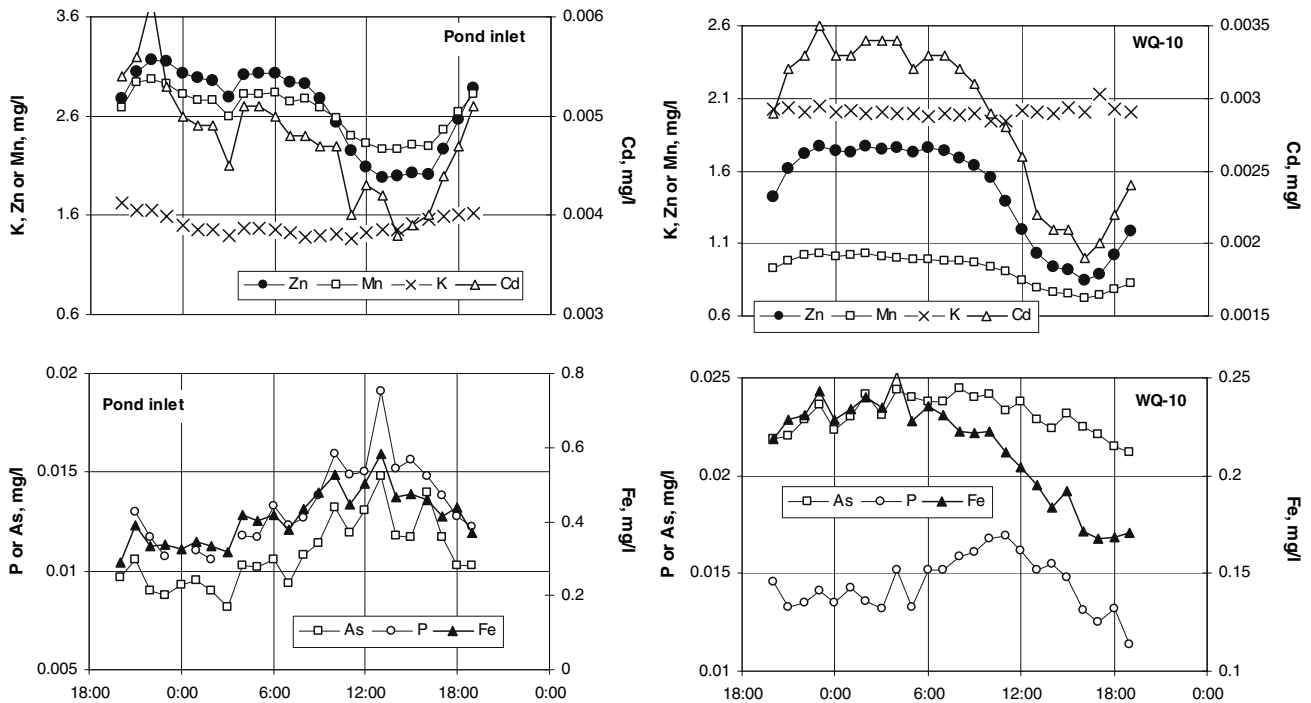 3.6
2.6
1.6
0.6
K, Zn or Mn, mg/l
Pond inlet
0.006
0.005
0.004
0.003
Cd, mg/l
Zn Mn K Cd
2.6
2.1
1.6
1.1
0.6
K, Zn or Mn, mg/l
WQ-10
0.0035
0.003
0.0025
0.002
0.0015
Cd, mg/l
Zn Mn K Cd
0.02
0.015
0.01
0.005
P or As, mg/l
Pond inlet
0.8
0.6
0.4
0.2
0
Fe, mg/l
As P Fe
18:00 0:00 6:00 12:00 18:00 0:00
0.025
0.02
0.015
0.01
P or As, mg/l
WQ-10
0.25
0.2
0.15
0.1
Fe, mg/l
As P Fe
18:00 0:00 6:00 12:00 18:00 0:00